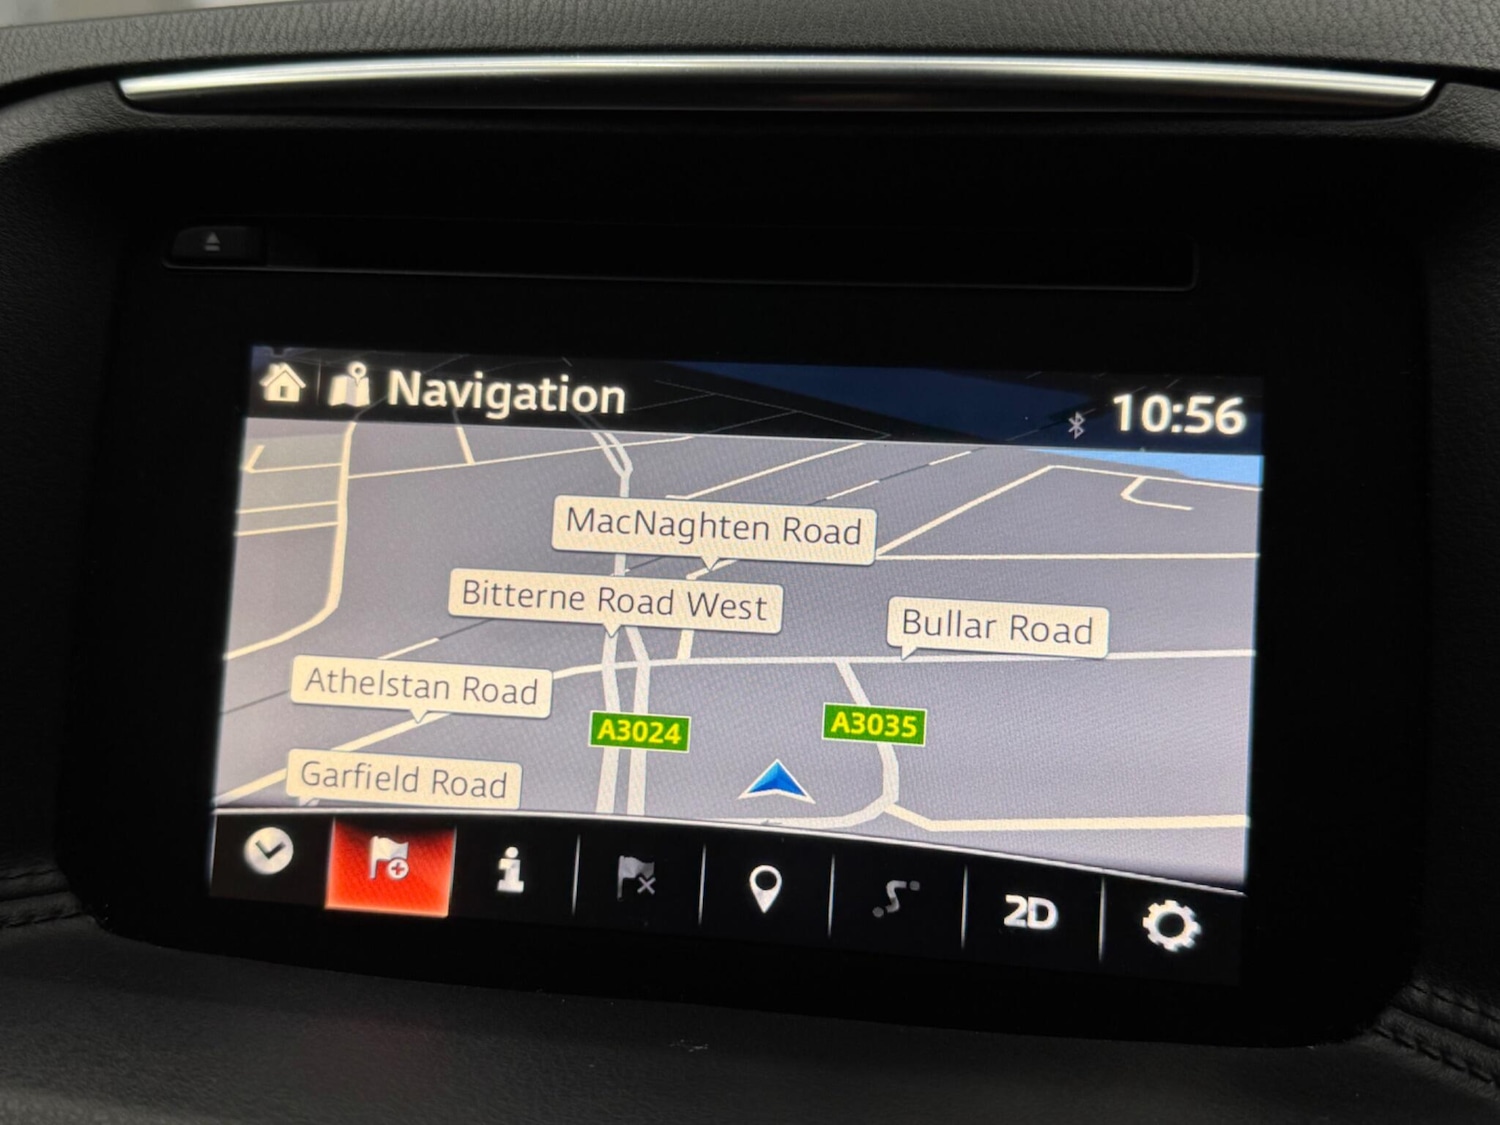 Navigation
10:56
MacNaghten Road
Bitterne Road West
Bullar Road
Athelstan Road
A3024
A3035
Garfield Road
2D